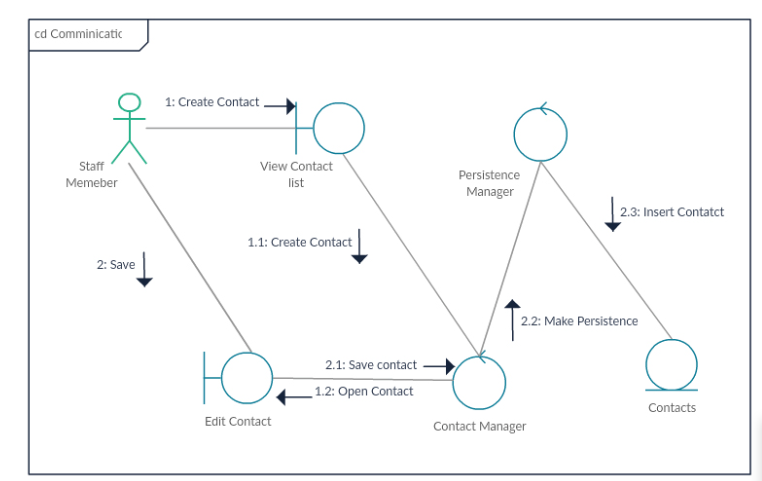 cd Comminicatic
1: Create Contact
Staff
Memeber
View Contact
list
Persistence
Manager
2.3: Insert Contatct
1.1: Create Contact
2: Save
2.2: Make Persistence
2.1: Save contact
1.2: Open Contact
Edit Contact
Contact Manager
Contacts